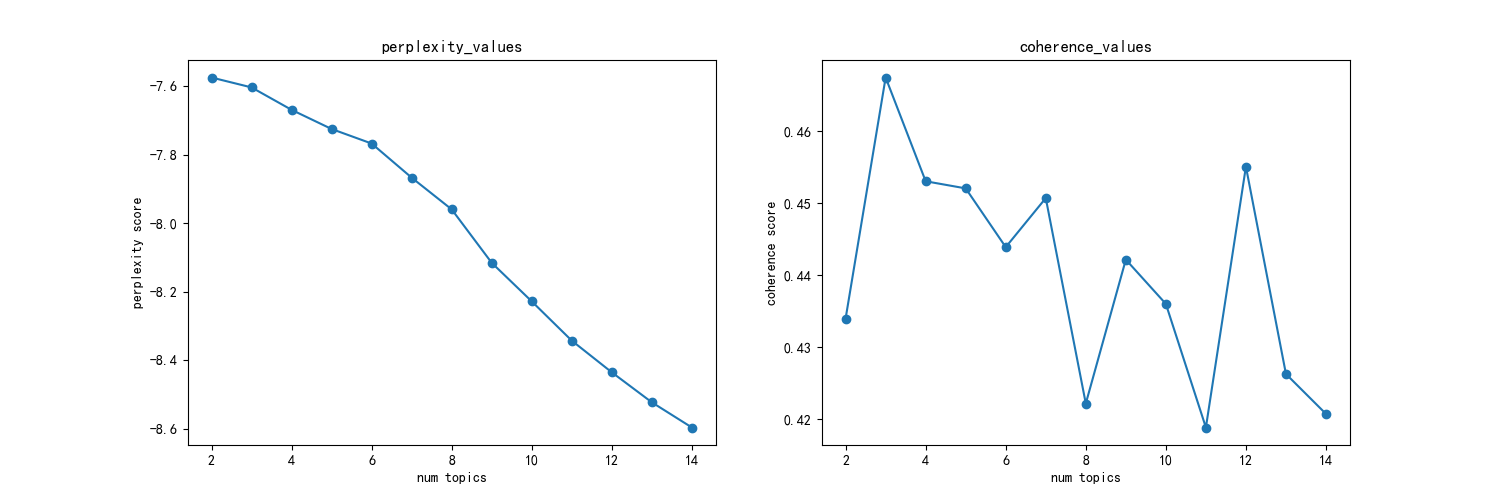 perplexity_values
perplexity score
−7.6
−7.8
−8.0
−8.2
−8.4
−8.6
2 4 6 8 10 12 14
num topics
coherence_values
coherence score
0.46
0.45
0.44
0.43
0.42
2 4 6 8 10 12 14
num topics